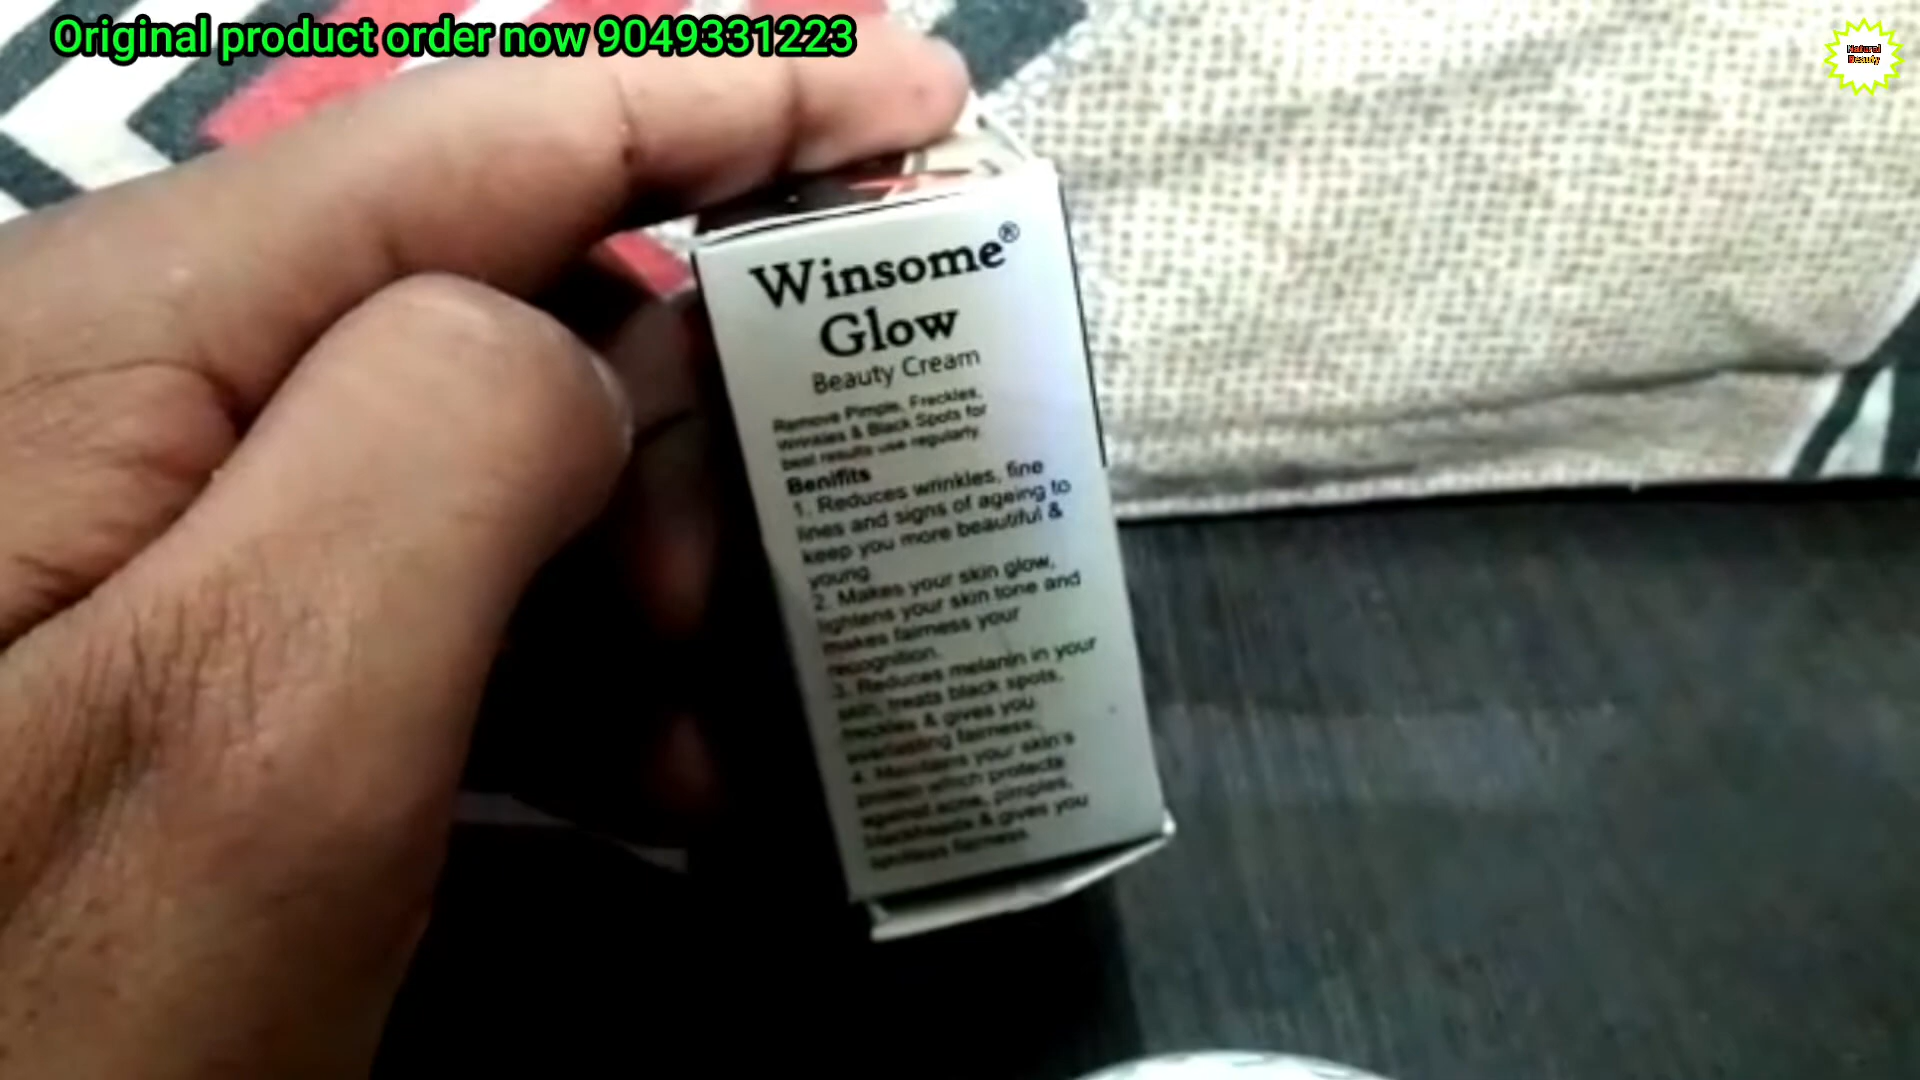 Original product order now 9049331223
Natural
Beauty
Winsome®
Glow
Beauty Cream
Remove Pimple, Freckles,
Wrinkles & Black Spots for
best results use regularly.
Benifits
1. Reduces wrinkles, fine
lines and signs of ageing to
keep you more beautiful &
young
2. Makes your skin glow,
lightens your skin tone and
makes fairness your
recognition.
3. Reduces melanin in your
skin, treats black spots,
freckles & gives you
everlasting fairness.
4. Maintains your skin's
protein which protects
against acne, pimples,
blackheads & gives you
spotless fairness